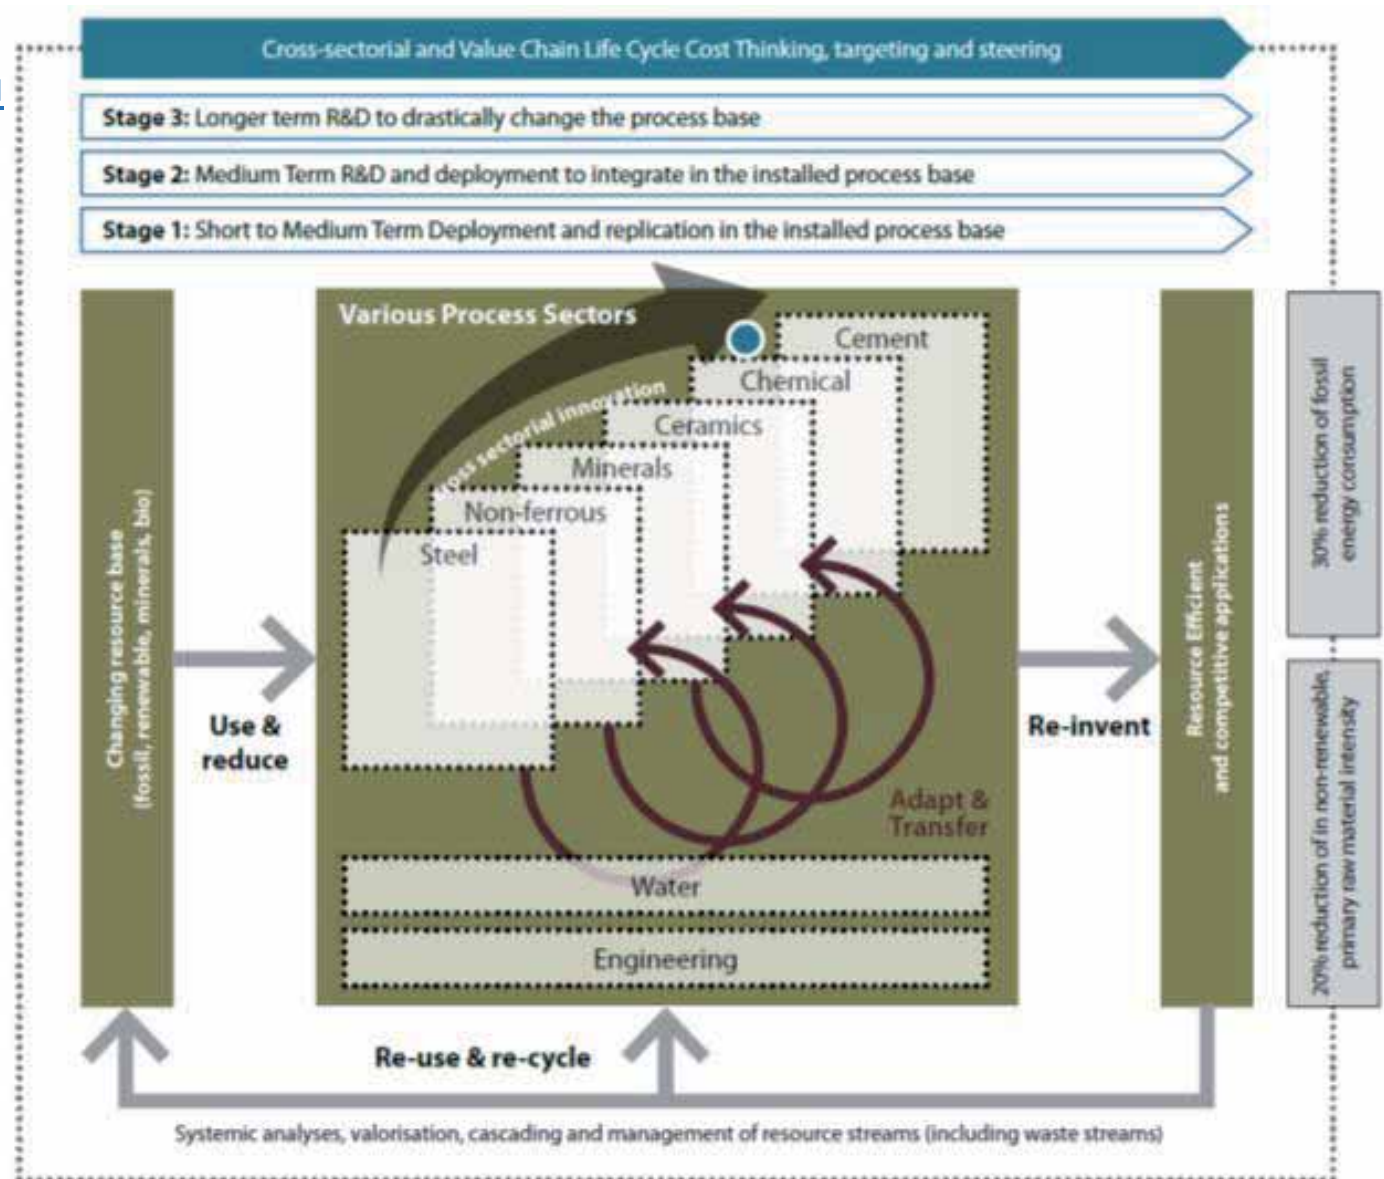 Cross-sectorial and Value Chain Life Cycle Cost Thinking, targeting and steering
Stage 3: Longer term R&D to drastically change the process base
Stage 2: Medium Term R&D and deployment to integrate in the installed process base
Stage 1: Short to Medium Term Deployment and replication in the installed process base
Changing resource base
(fossil, renewable, minerals, bio)
Use &
reduce
Various Process Sectors
cross sectorial innovation
Cement
Chemical
Ceramics
Minerals
Non-ferrous
Steel
Adapt &
Transfer
Water
Engineering
Re-invent
Resource Efficient
and competitive applications
30% reduction of fossil
energy consumption
20% reduction of in non-renewable,
primary raw material intensity
Re-use & re-cycle
Systemic analyses, valorisation, cascading and management of resource streams (including waste streams)